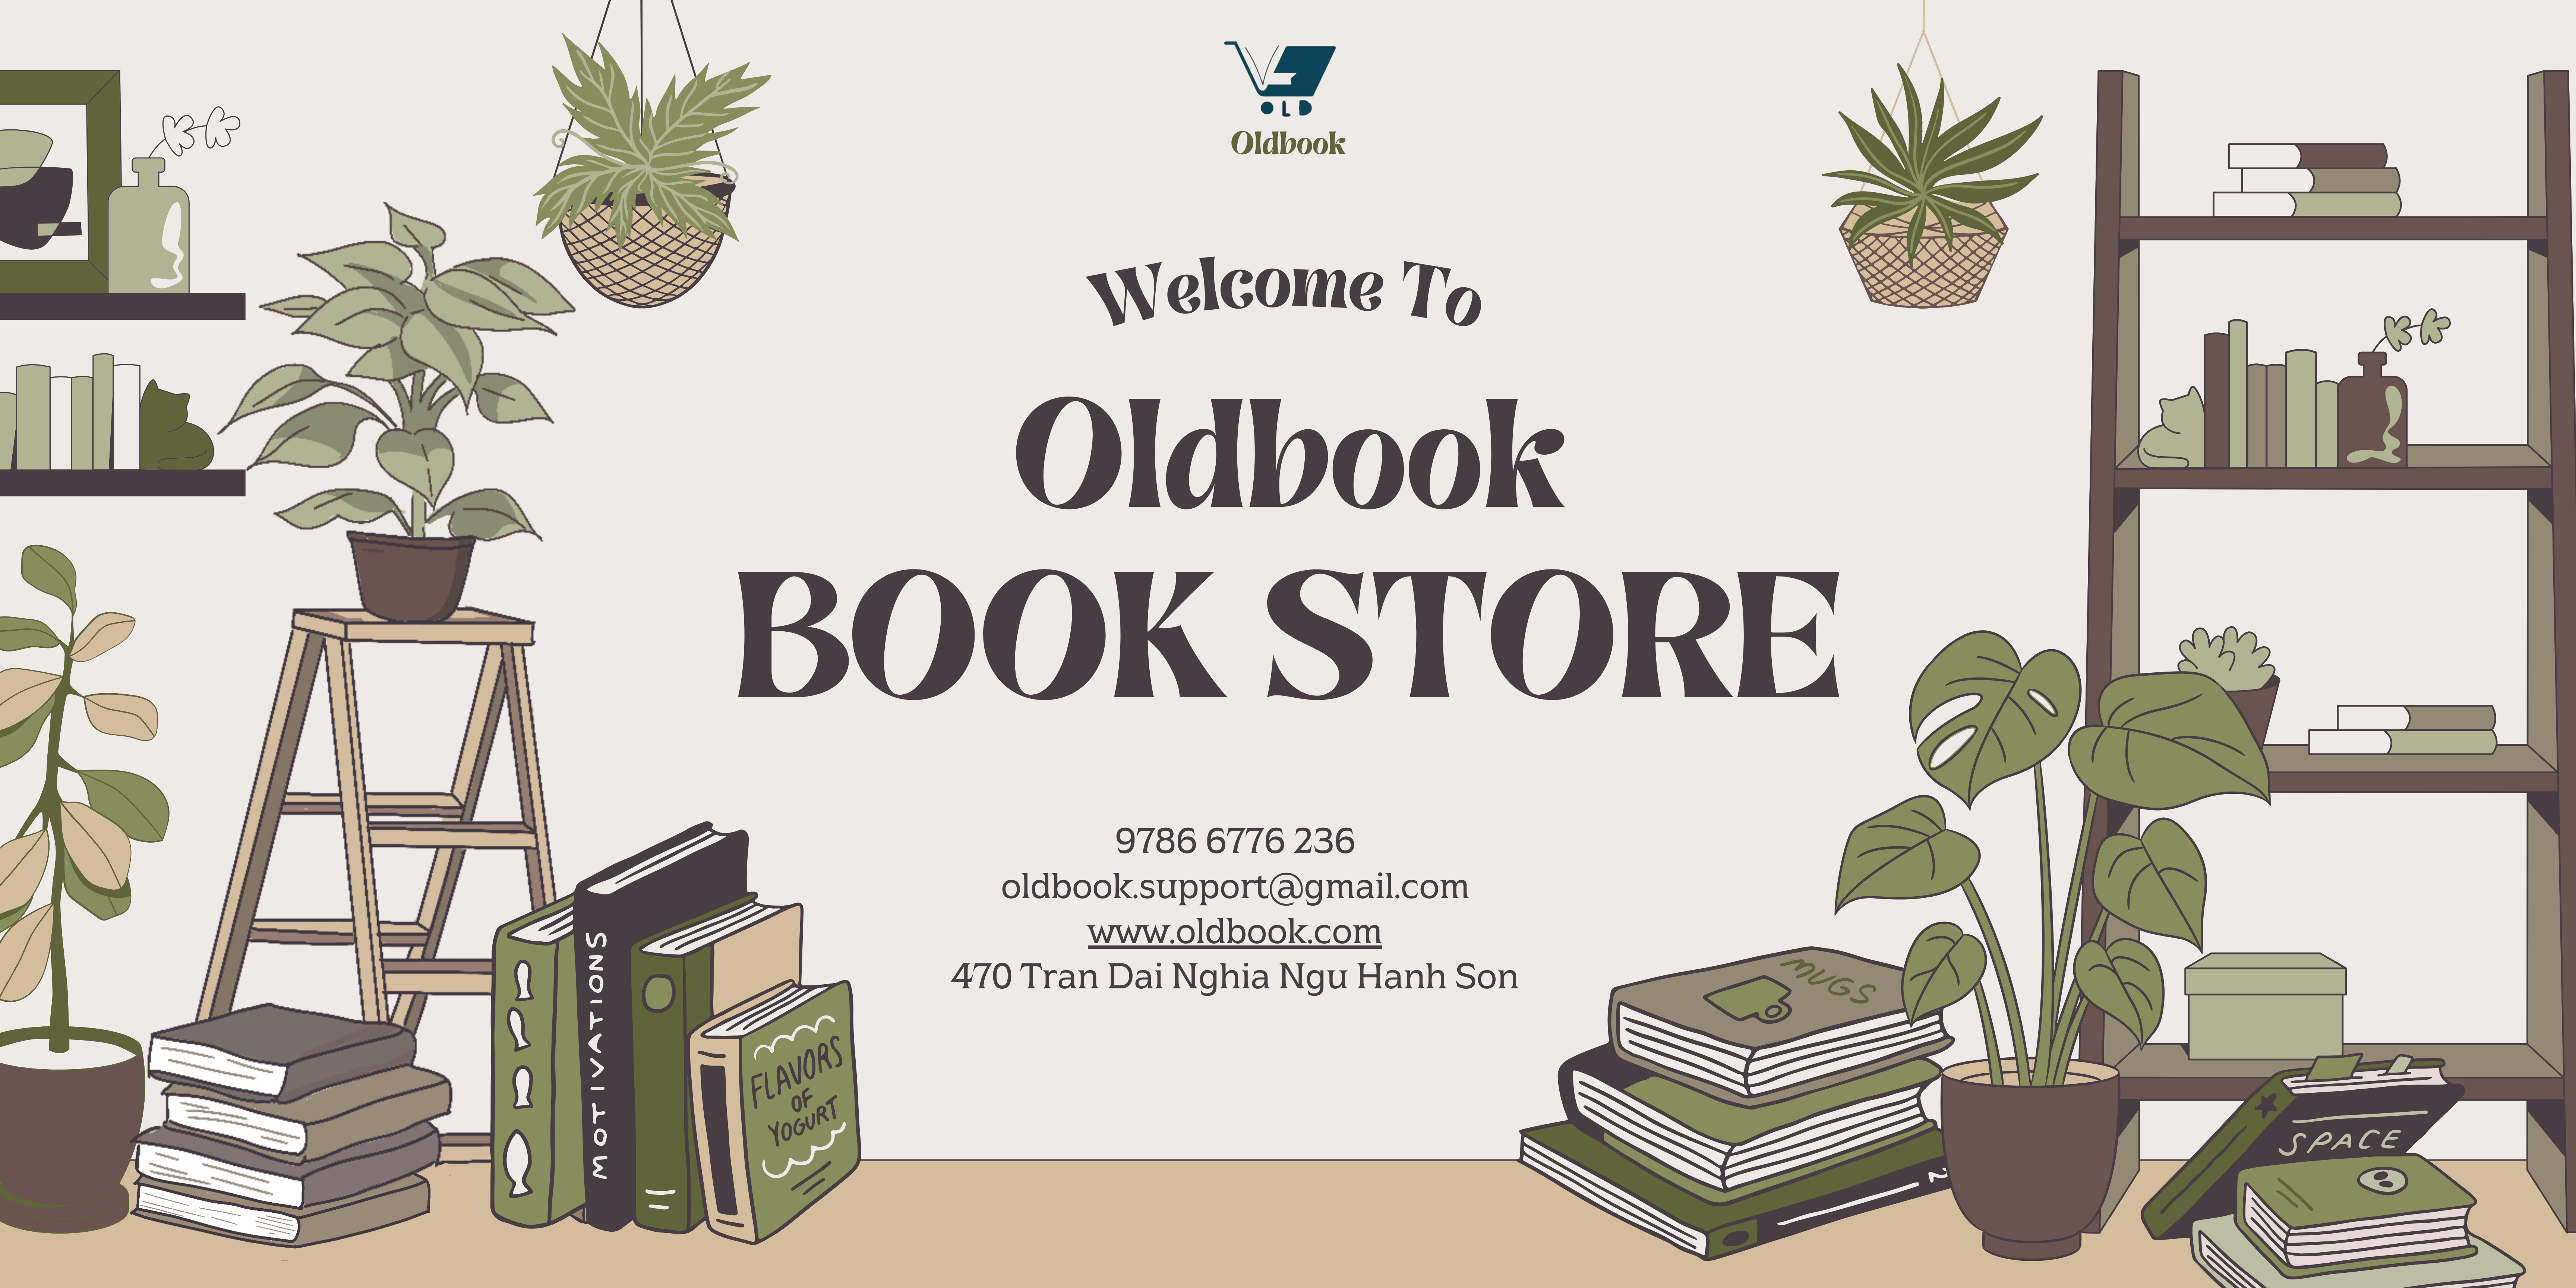 OLD
Oldbook
Welcome To
Oldbook
BOOK STORE
9786 6776 236
oldbook.support@gmail.com
www.oldbook.com
470 Tran Dai Nghia Ngu Hanh Son
MOTIVATIONS
FLAVORS
OF
YOGURT
MUGS
SPACE